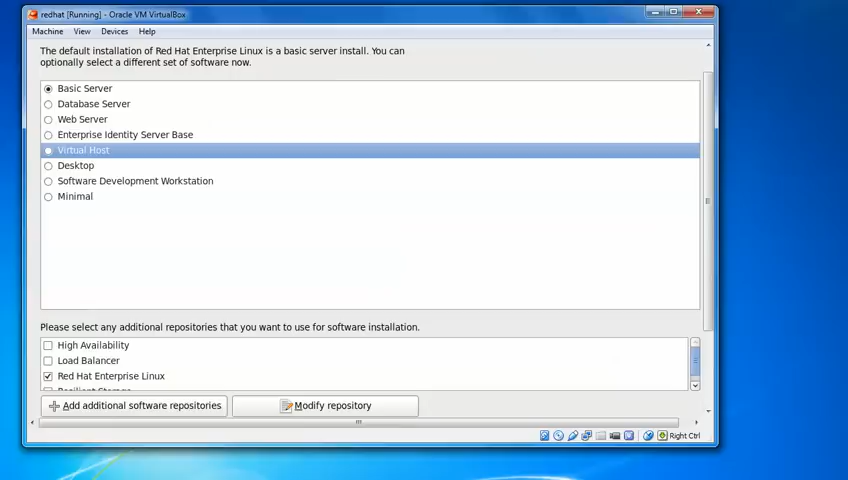 redhat [Running] - Oracle VM VirtualBox
Machine View Devices Help
The default installation of Red Hat Enterprise Linux is a basic server install. You can
optionally select a different set of software now.
Basic Server
Database Server
Web Server
Enterprise Identity Server Base
Virtual Host
Desktop
Software Development Workstation
Minimal
Please select any additional repositories that you want to use for software installation.
High Availability
Load Balancer
Red Hat Enterprise Linux
Resilient Storage
Add additional software repositories Modify repository
Right Ctrl